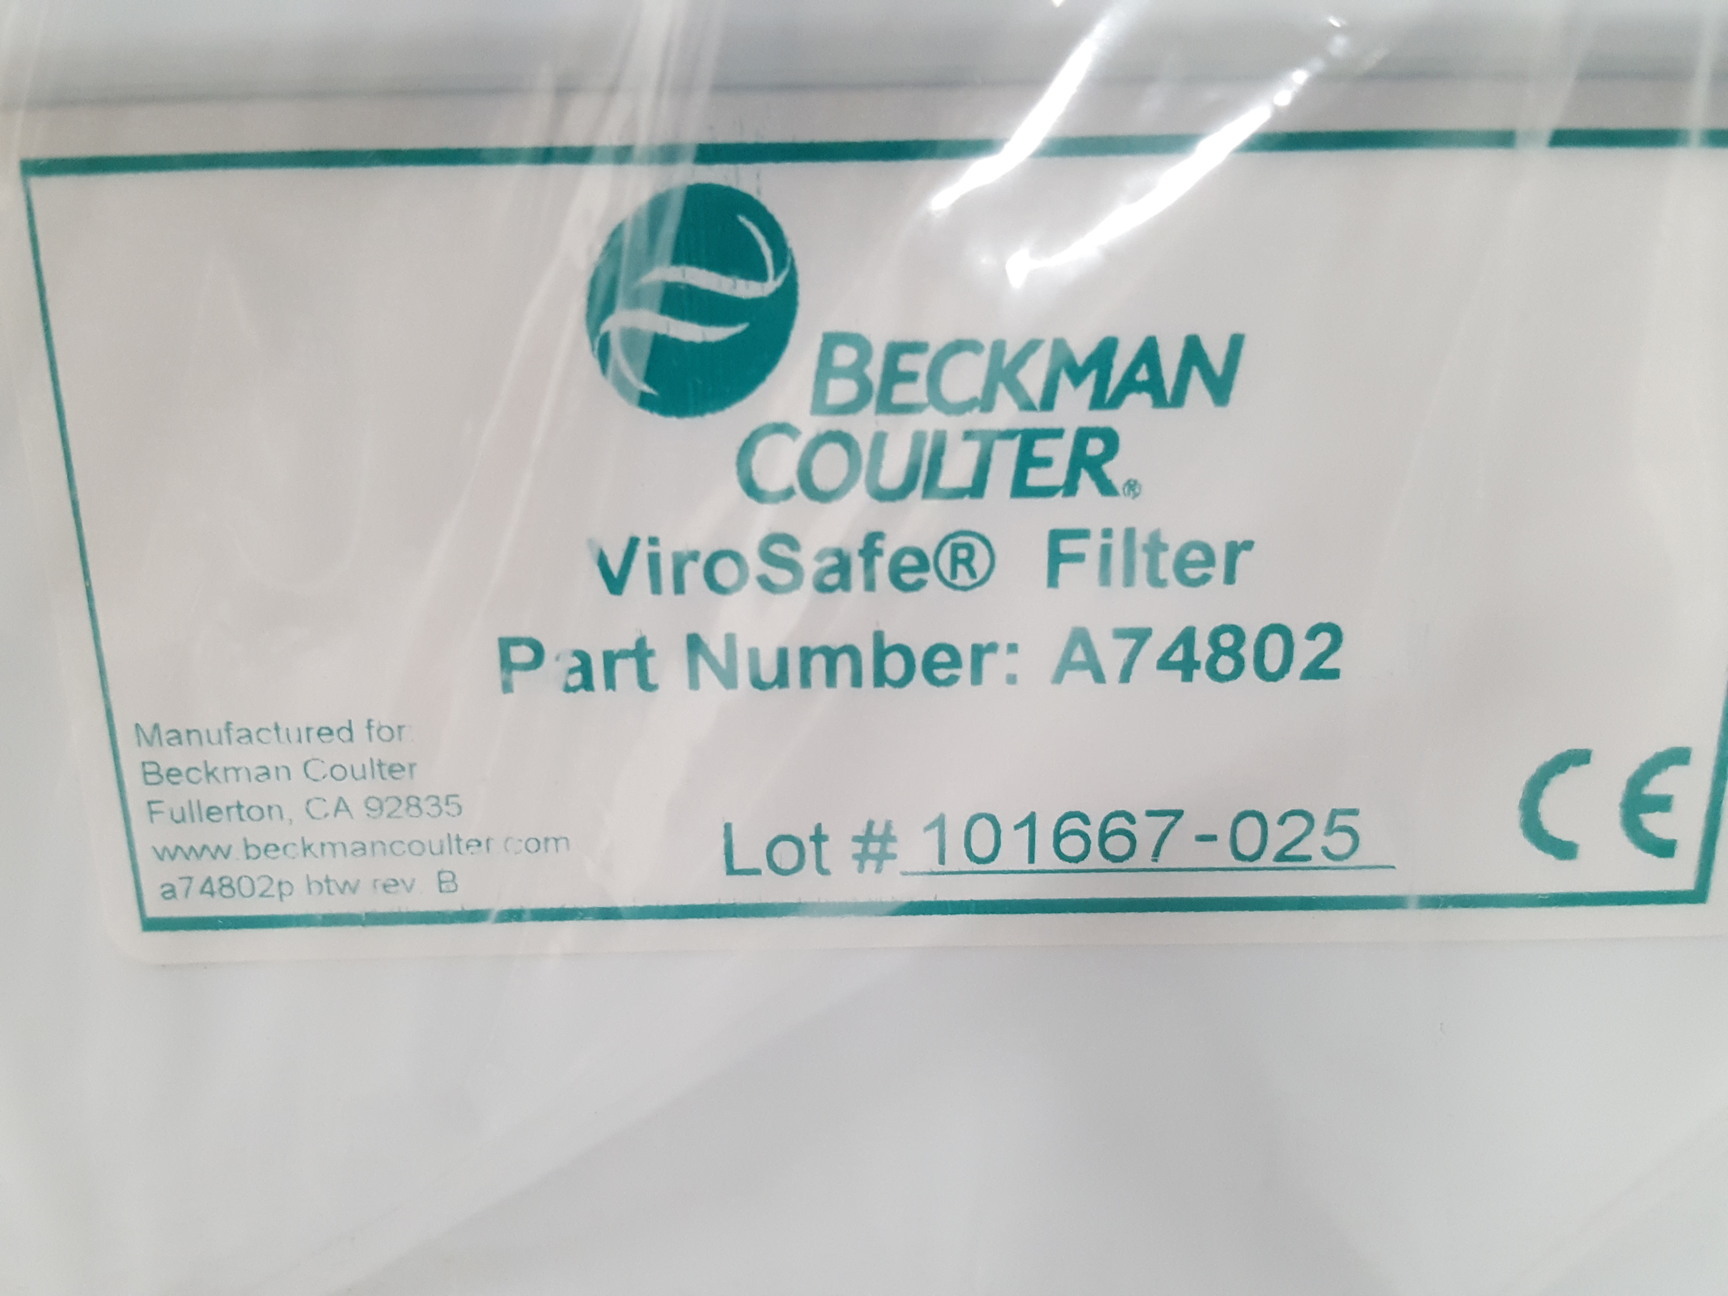 BECKMAN
COULTER®
ViroSafe® Filter
Part Number: A74802
Manufactured for:
Beckman Coulter
Fullerton, CA 92835
www.beckmancoulter.com
a74802p btw rev. B
Lot # 101667-025
CE